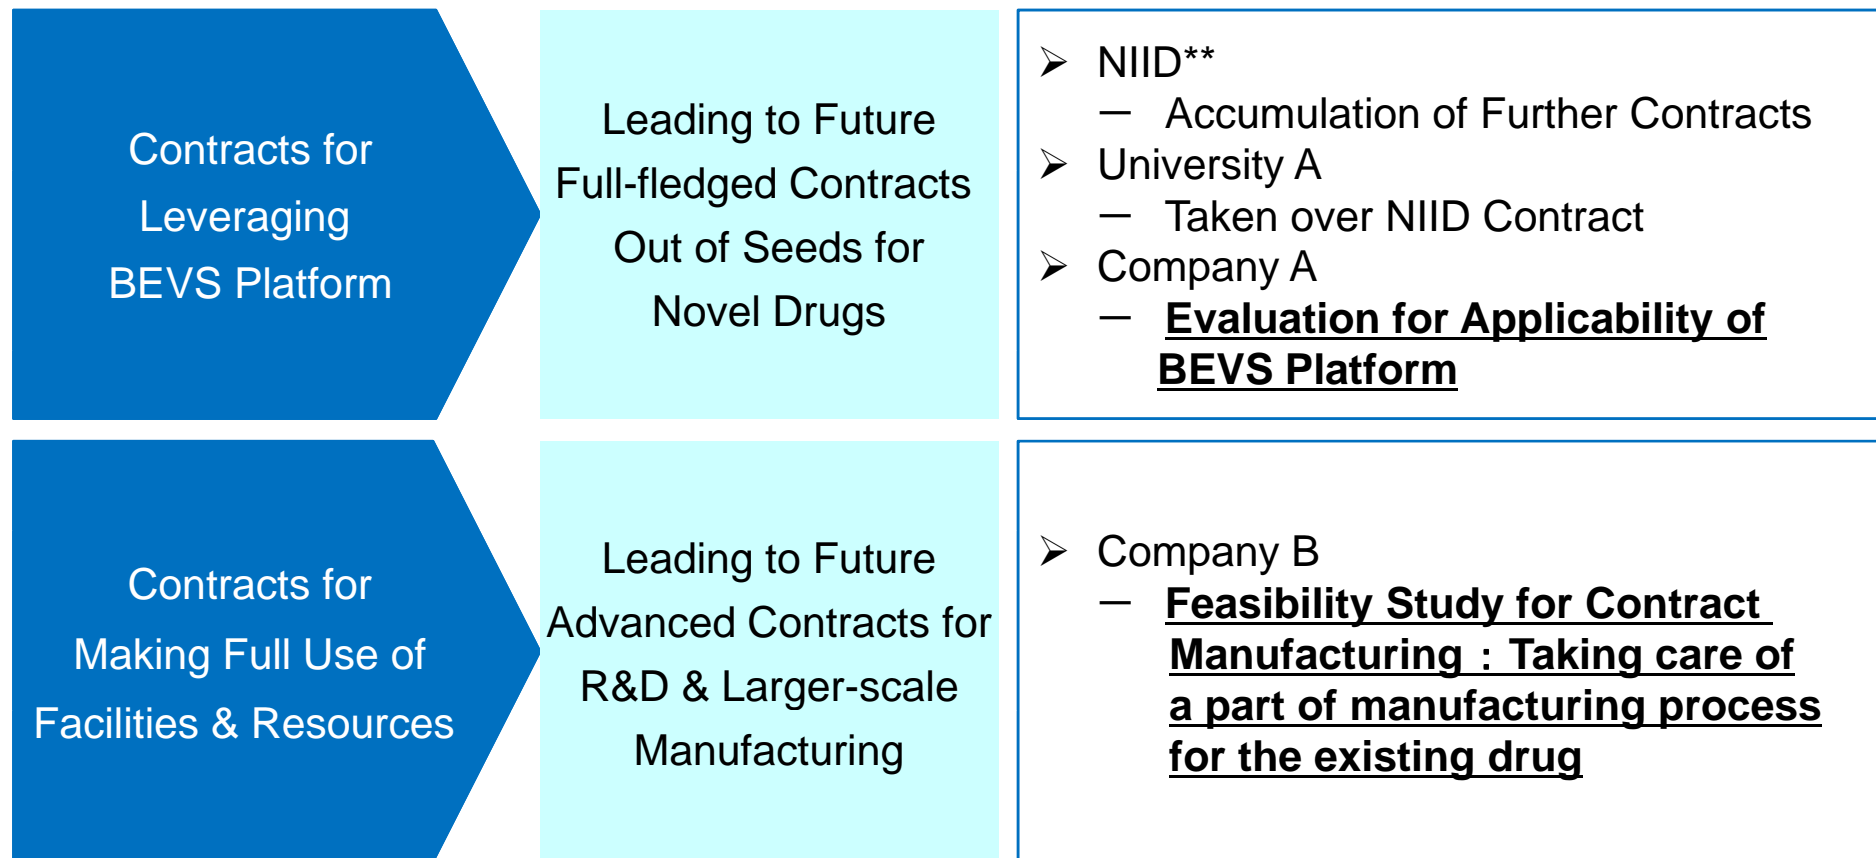 Contracts for
Leveraging
BEVS Platform
Leading to Future
Full-fledged Contracts
Out of Seeds for
Novel Drugs
➢ NIID**
― Accumulation of Further Contracts
➢ University A
― Taken over NIID Contract
➢ Company A
― Evaluation for Applicability of
BEVS Platform
Contracts for
Making Full Use of
Facilities & Resources
Leading to Future
Advanced Contracts for
R&D & Larger-scale
Manufacturing
➢ Company B
― Feasibility Study for Contract
Manufacturing：Taking care of
a part of manufacturing process
for the existing drug